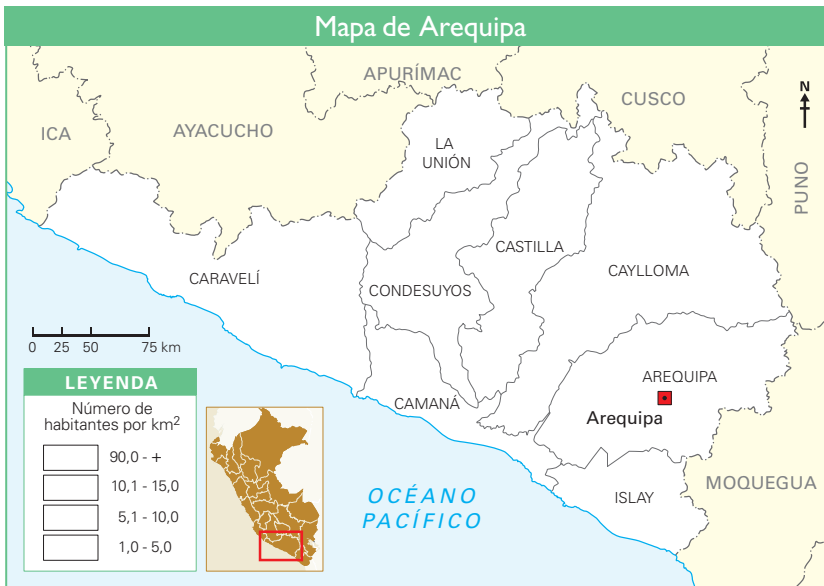 Mapa de Arequipa
APURÍMAC
CUSCO
N
ICA
AYACUCHO
LA
UNIÓN
PUNO
CASTILLA
CARAVELÍ
CONDESUYOS
CAYLLOMA
0 25 50 75 km
AREQUIPA
CAMANÁ
Arequipa
LEYENDA
Número de
habitantes por km²
90,0 - +
10,1 - 15,0
5,1 - 10,0
1,0 - 5,0
OCÉANO
PACÍFICO
ISLAY
MOQUEGUA